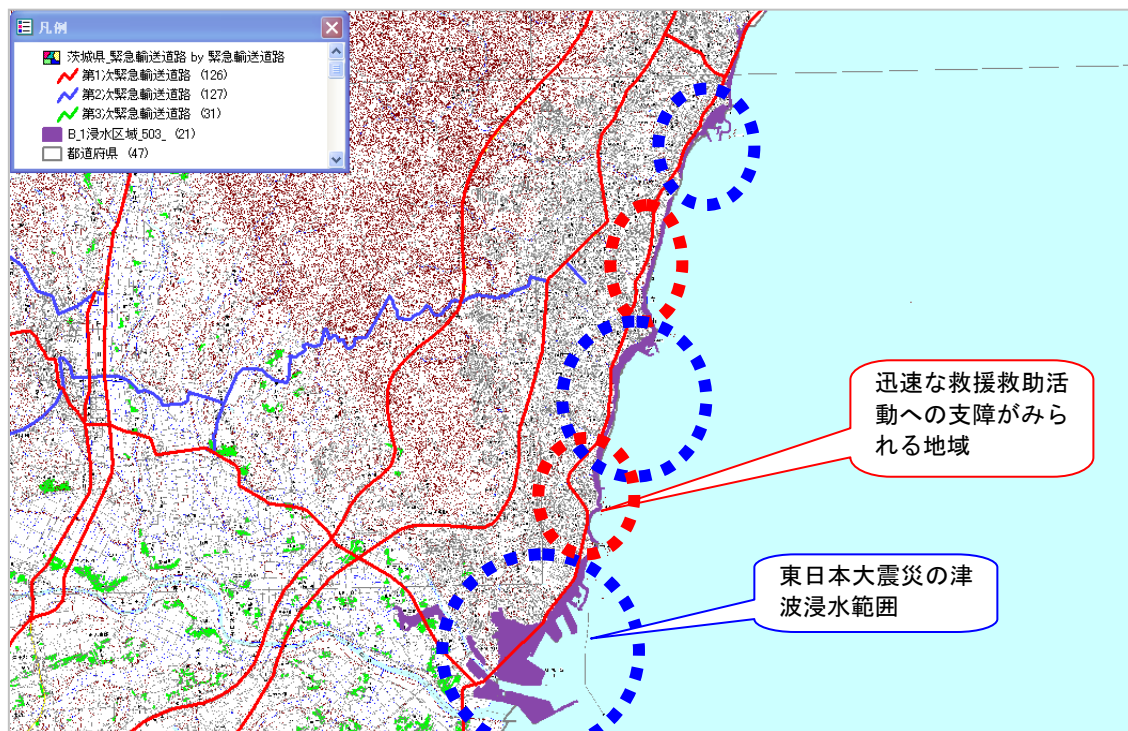 凡例
茨城県_緊急輸送道路 by 緊急輸送道路
第1次緊急輸送道路 (126)
第2次緊急輸送道路 (127)
第3次緊急輸送道路 (31)
B_1浸水区域_503_ (21)
都道府県 (47)
迅速な救援救助活
動への支障がみら
れる地域
東日本大震災の津
波浸水範囲